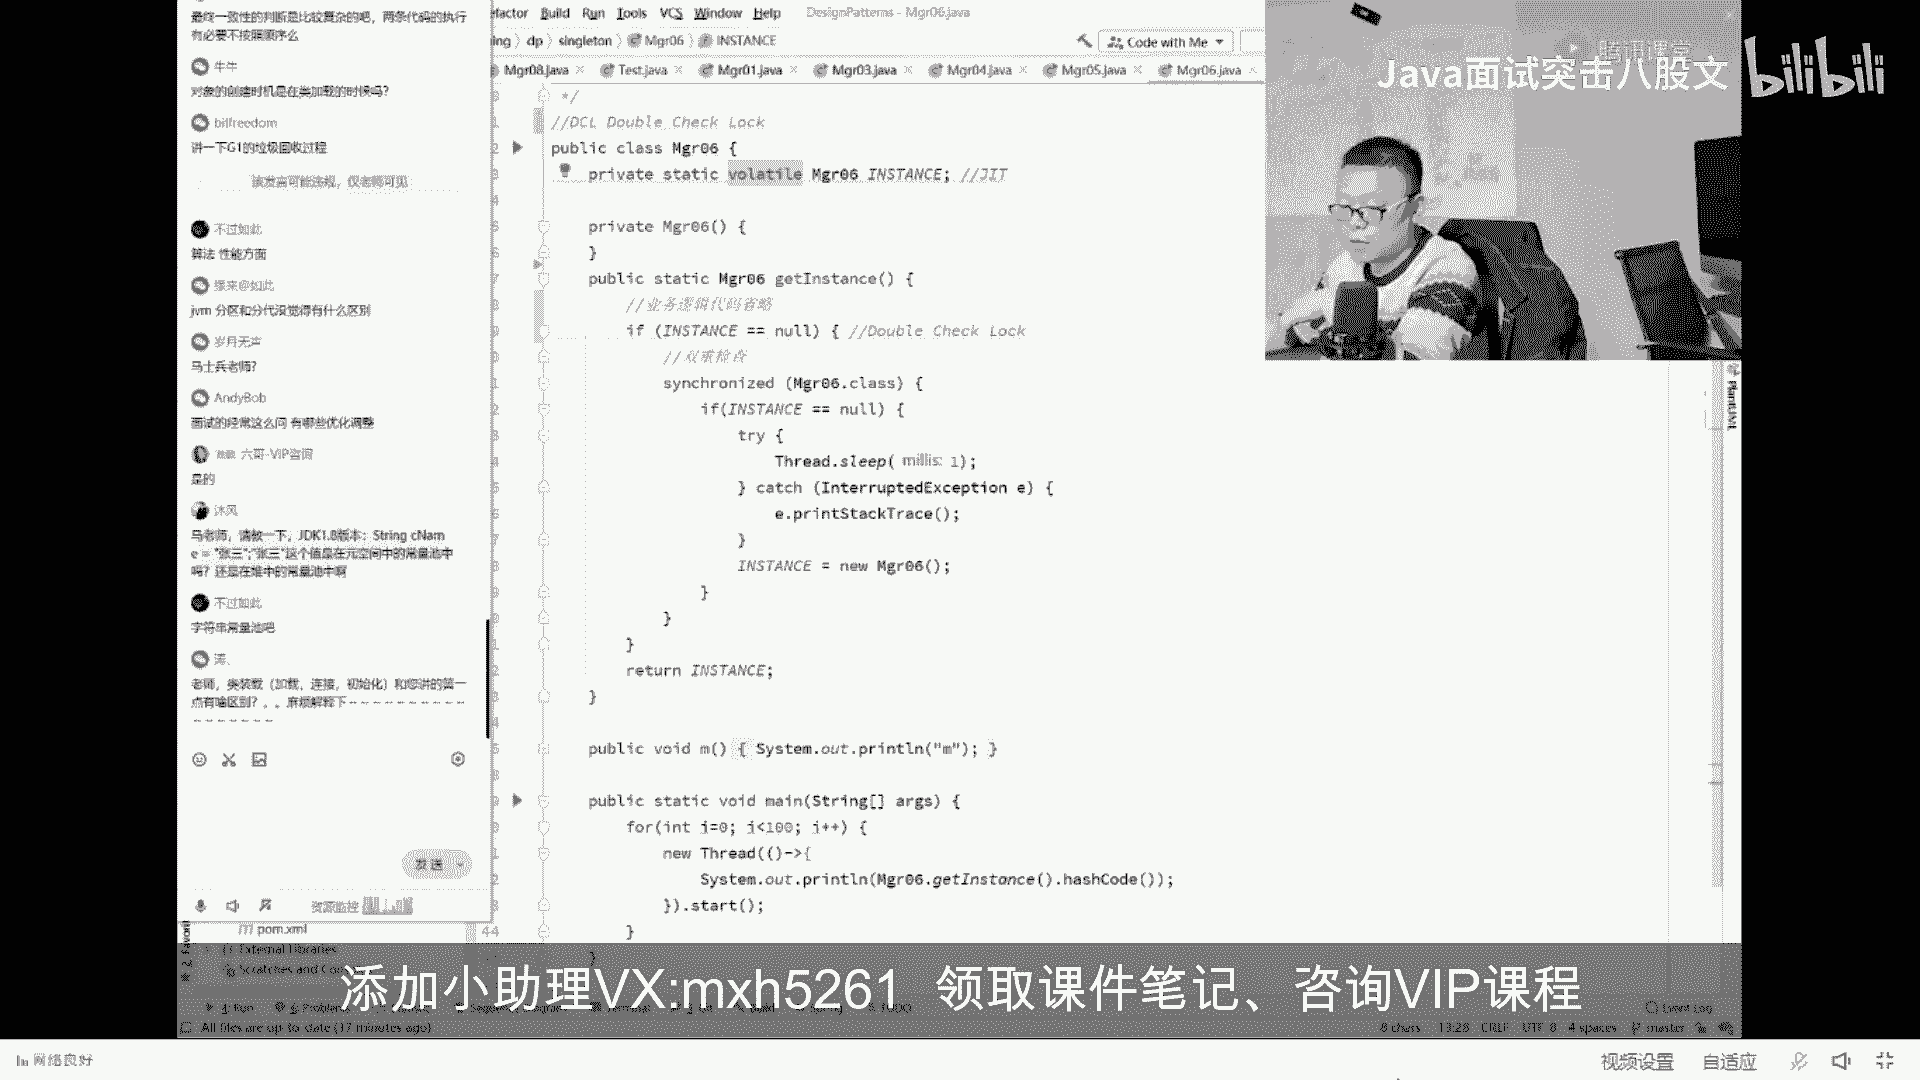 最终一致性的判断是比较复杂的吧，两条代码的执行
有必要不按照顺序么
牛牛
对象的创建时机是在类加载的时候吗?
bilfreedom
讲一下G1的垃圾回收过程
该发言可能违规，仅老师可见
不过如此
算法 性能方面
缘来@如此
jvm 分区和分代没觉得有什么区别
岁月无声
马士兵老师?
AndyBob
面试的经常这么问 有哪些优化调整
六哥-VIP咨询
是的
沐风
马老师，请教一下，JDK1.8版本：String cNam
e = "张三";"张三"这个值是在元空间中的常量池中
吗？还是在堆中的常量池中啊
不过如此
字符串常量池吧
老师，类装载（加载，连接，初始化）和您讲的第一
点有啥区别？。。麻烦解释下
发送
资源监控
efactor Build Run Tools VCS Window Help DesignPatterns - Mgr06.java
ing dp singleton Mgr06 INSTANCE
Code with Me
Mgr08.java Test.java Mgr01.java Mgr03.java Mgr04.java Mgr05.java Mgr06.java
*/
//DCL Double Check Lock
public class Mgr06 {
private static volatile Mgr06 INSTANCE; //JIT
private Mgr06() {
}
public static Mgr06 getInstance() {
//业务逻辑代码省略
if (INSTANCE == null) { //Double Check Lock
//双重检查
synchronized (Mgr06.class) {
if(INSTANCE == null) {
try {
Thread.sleep( millis: 1);
} catch (InterruptedException e) {
e.printStackTrace();
}
INSTANCE = new Mgr06();
}
}
}
return INSTANCE;
}
public void m() { System.out.println("m"); }
public static void main(String[] args) {
for(int i=0; i<100; i++) {
new Thread(()->{
System.out.println(Mgr06.getInstance().hashCode());
}).start();
}
44
}
PlantUML
腾讯课堂
Java面试突击八股文
bilibili
pom.xml
External Libraries
Scratches and Con
添加小助理VX:mxh5261 领取课件笔记、咨询VIP课程
Event Log
All files are up-to-date (17 minutes ago)
8 chars 13:28 CRLF UTF-8 4 spaces master
网络良好
视频设置 自适应